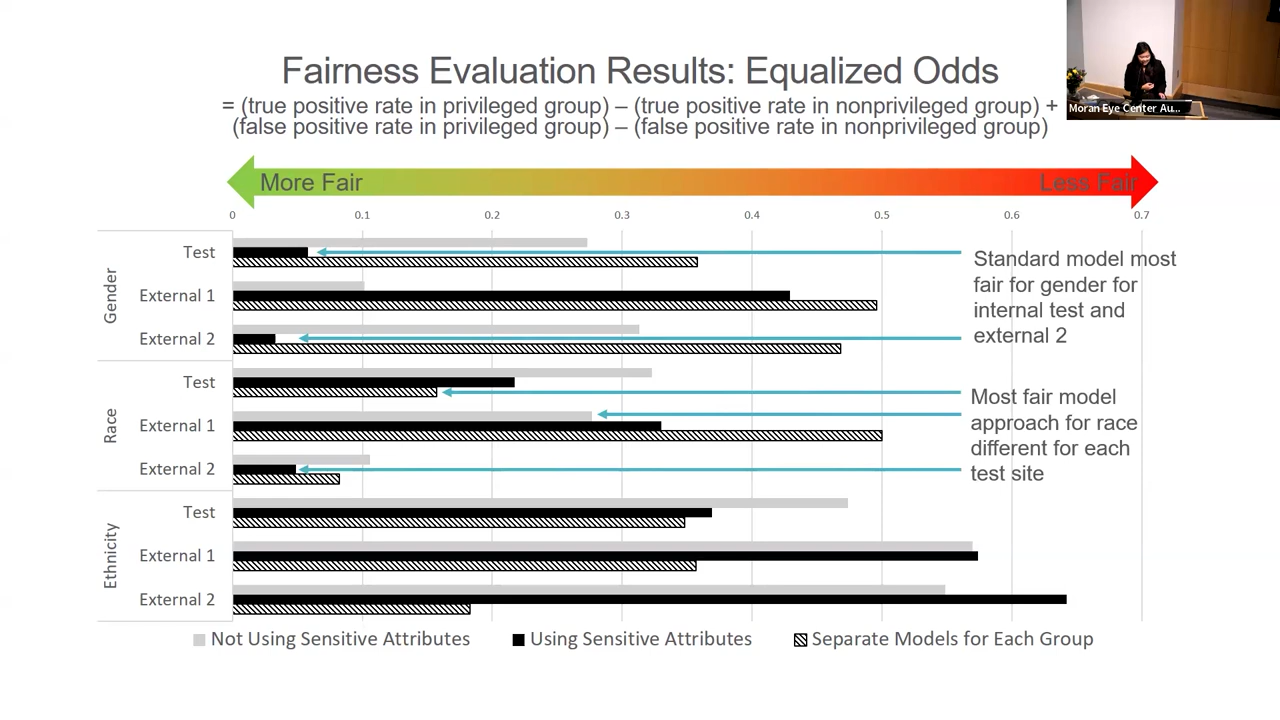 Fairness Evaluation Results: Equalized Odds
= (true positive rate in privileged group) – (true positive rate in nonprivileged group) +
(false positive rate in privileged group) – (false positive rate in nonprivileged group)
Moran Eye Center Au...
More Fair
Less Fair
0 0.1 0.2 0.3 0.4 0.5 0.6 0.7
Gender
Test
External 1
External 2
Standard model most
fair for gender for
internal test and
external 2
Race
Test
External 1
External 2
Most fair model
approach for race
different for each
test site
Ethnicity
Test
External 1
External 2
Not Using Sensitive Attributes
Using Sensitive Attributes
Separate Models for Each Group